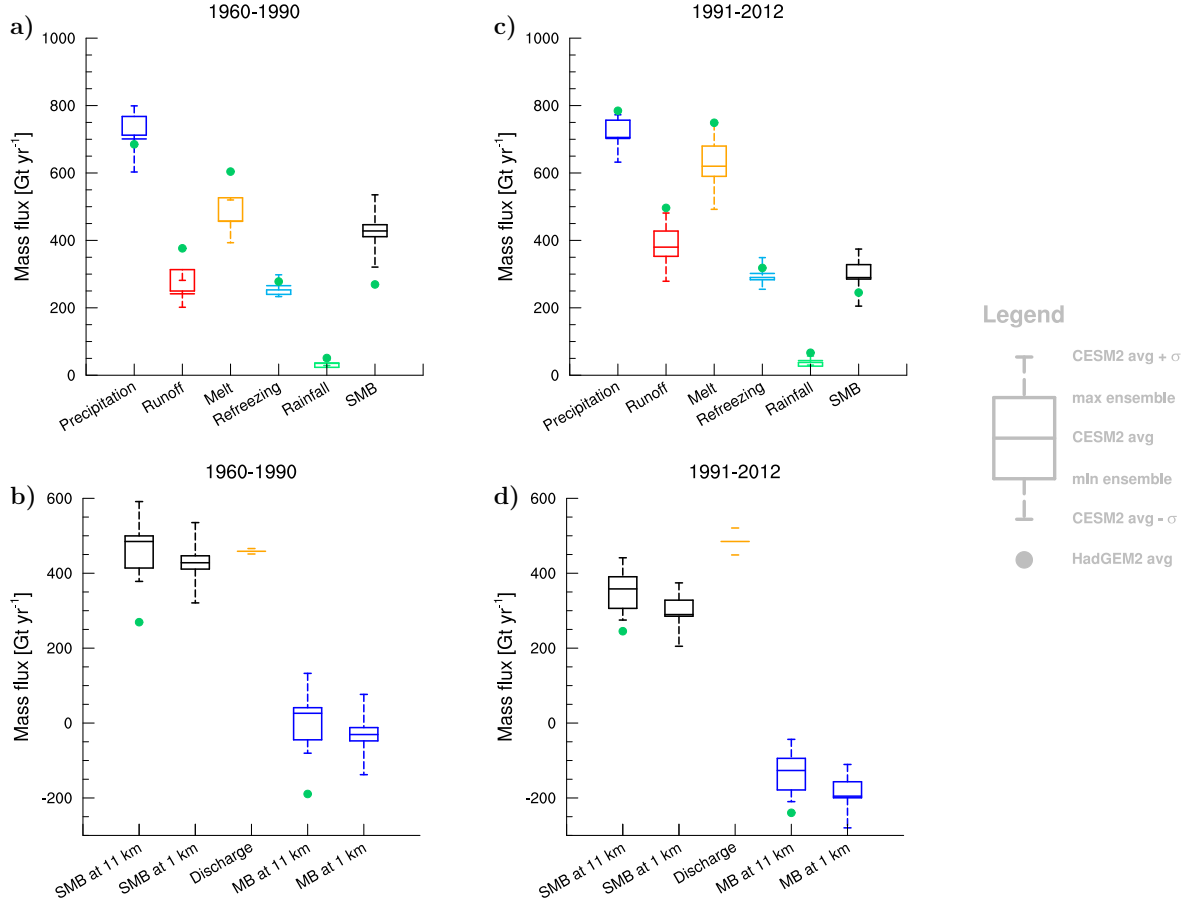 a)
1960-1990
Mass flux [Gt yr-1]
1000
800
600
400
200
0
Precipitation
Runoff
Melt
Refreezing
Rainfall
SMB
c)
1991-2012
Mass flux [Gt yr-1]
1000
800
600
400
200
0
Precipitation
Runoff
Melt
Refreezing
Rainfall
SMB
Legend
CESM2 avg + σ
max ensemble
CESM2 avg
mIn ensemble
CESM2 avg - σ
HadGEM2 avg
b)
1960-1990
Mass flux [Gt yr-1]
600
400
200
0
-200
SMB at 11 km
SMB at 1 km
Discharge
MB at 11 km
MB at 1 km
d)
1991-2012
Mass flux [Gt yr-1]
600
400
200
0
-200
SMB at 11 km
SMB at 1 km
Discharge
MB at 11 km
MB at 1 km